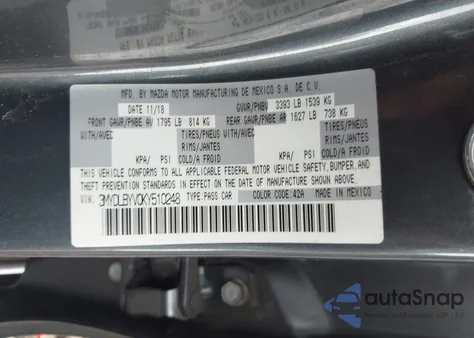 MFD. BY MAZDA MOTOR MANUFACTURING DE MEXICO S.A. DE C.V.
DATE 11/18 GVWR/PNBV 3393 LB 1539 KG
FRONT GAWR/PNBE AV 1795 LB 814 KG REAR GAWR/PNBE AR 1627 LB 738 KG
WITH/AVEC TIRES/PNEUS WITH/AVEC TIRES/PNEUS
RIMS/JANTES RIMS/JANTES
KPA/ PSI COLD/A FROID KPA/ PSI COLD/A FROID
THIS VEHICLE CONFORMS TO ALL APPLICABLE FEDERAL MOTOR VEHICLE SAFETY, BUMPER, AND
THEFT PREVENTION STANDARDS IN EFFECT ON THE DATE OF MANUFACTURE SHOWN ABOVE.
VIN: 3MYDLBYV0KY510248 TYPE:PASS CAR COLOR CODE:42A MADE IN MEXICO
autoSnap